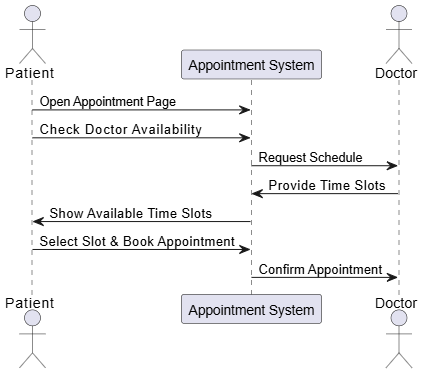 Patient
Appointment System
Doctor
Open Appointment Page
Check Doctor Availability
Request Schedule
Provide Time Slots
Show Available Time Slots
Select Slot & Book Appointment
Confirm Appointment
Patient
Appointment System
Doctor